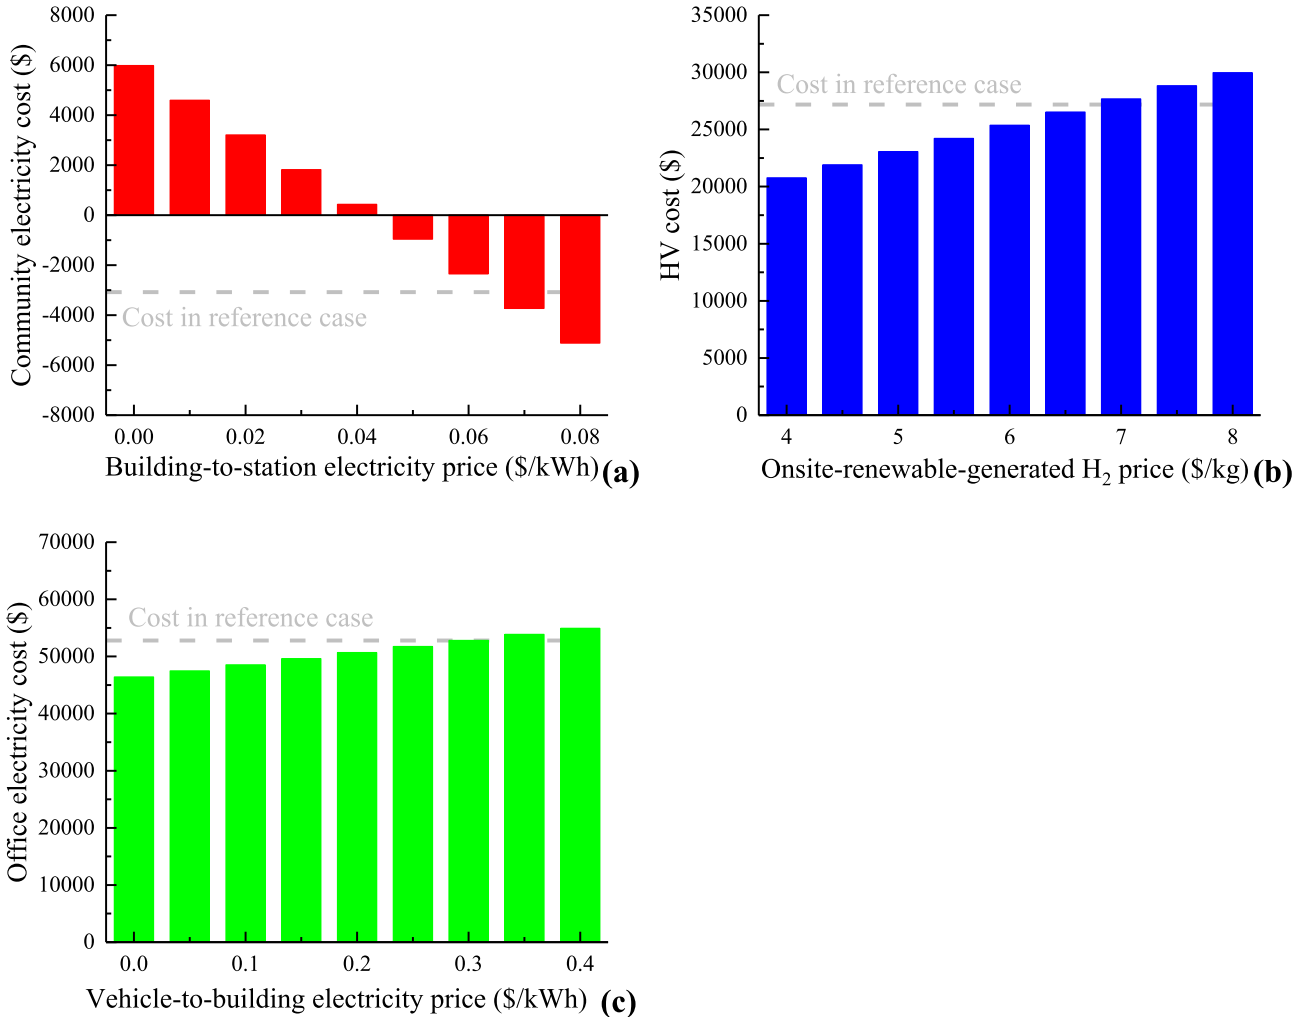 Community electricity cost ($)
8000
6000
4000
2000
0
-2000
-4000
-6000
-8000
Cost in reference case
0.00 0.02 0.04 0.06 0.08
Building-to-station electricity price ($/kWh) (a)
HV cost ($)
35000
30000
25000
20000
15000
10000
5000
0
Cost in reference case
4 5 6 7 8
Onsite-renewable-generated H₂ price ($/kg) (b)
Office electricity cost ($)
70000
60000
50000
40000
30000
20000
10000
0
Cost in reference case
0.0 0.1 0.2 0.3 0.4
Vehicle-to-building electricity price ($/kWh) (c)